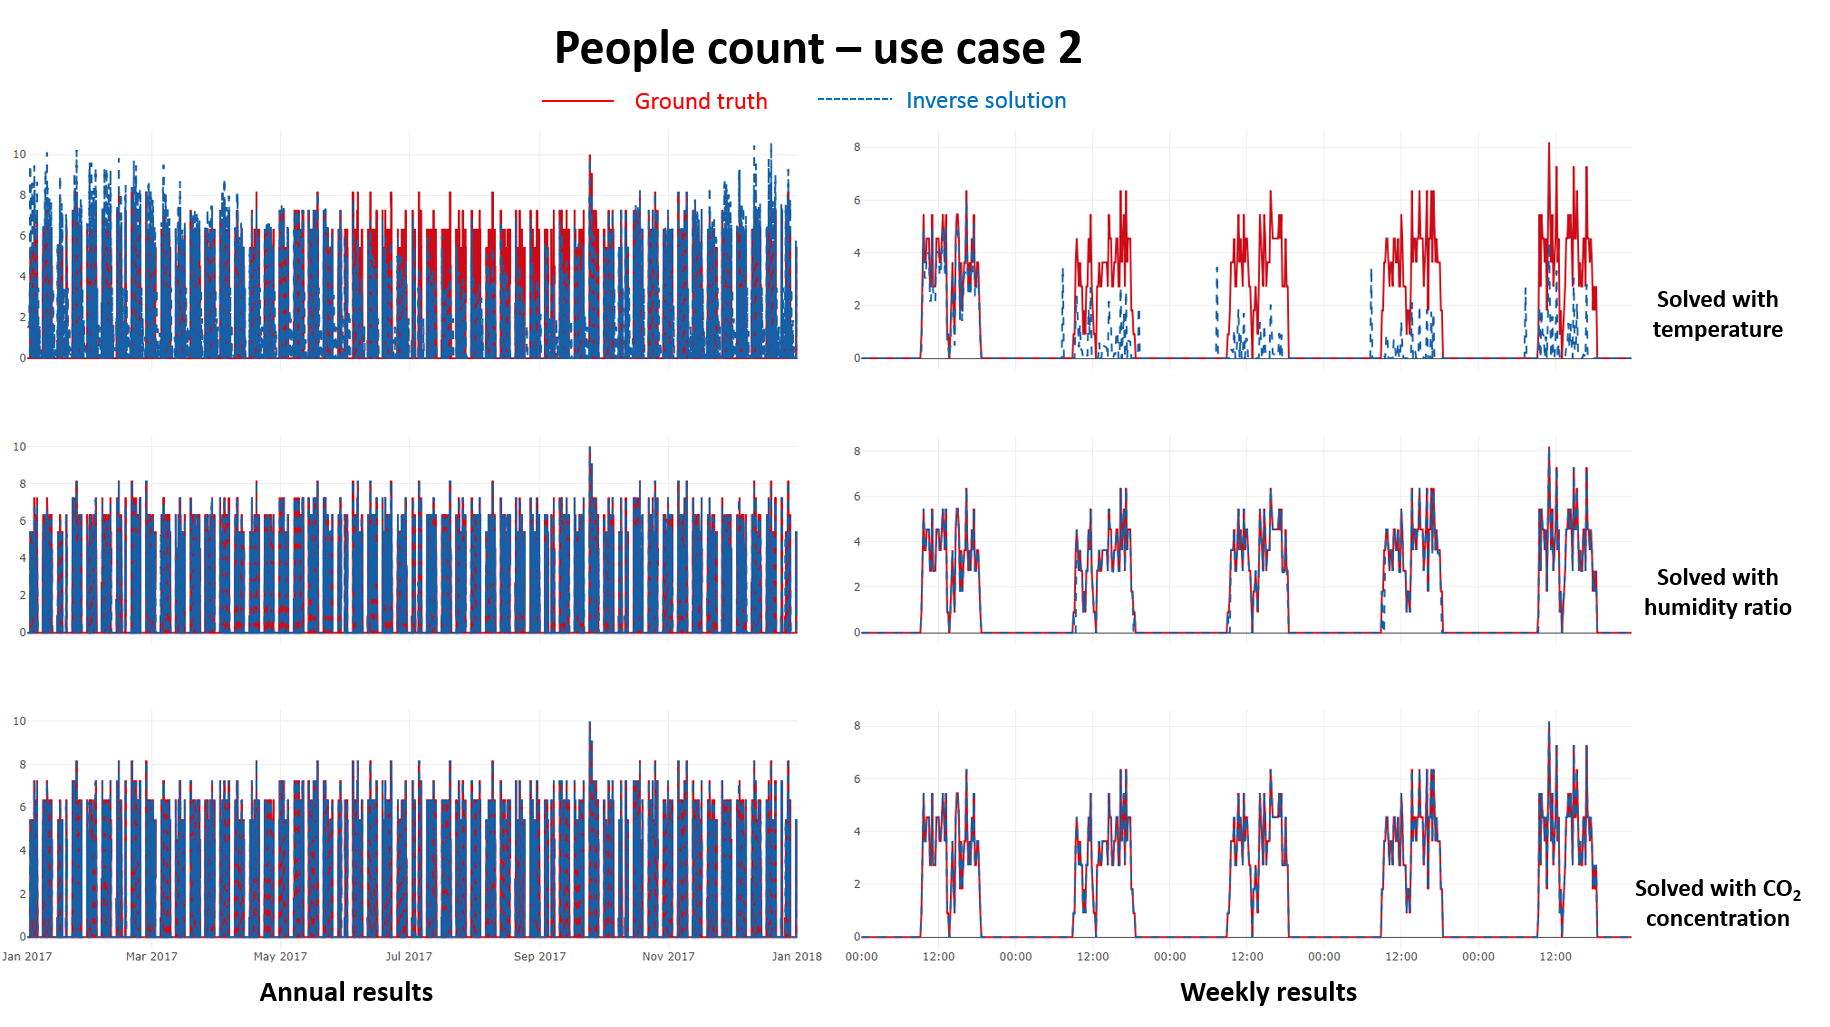 People count – use case 2
Ground truth
Inverse solution
10
8
6
4
2
0
8
6
4
2
0
Solved with
temperature
10
8
6
4
2
0
8
6
4
2
0
Solved with
humidity ratio
10
8
6
4
2
0
8
6
4
2
0
Solved with CO₂
concentration
Jan 2017 Mar 2017 May 2017 Jul 2017 Sep 2017 Nov 2017 Jan 2018
00:00 12:00 00:00 12:00 00:00 12:00 00:00 12:00 00:00 12:00
Annual results
Weekly results